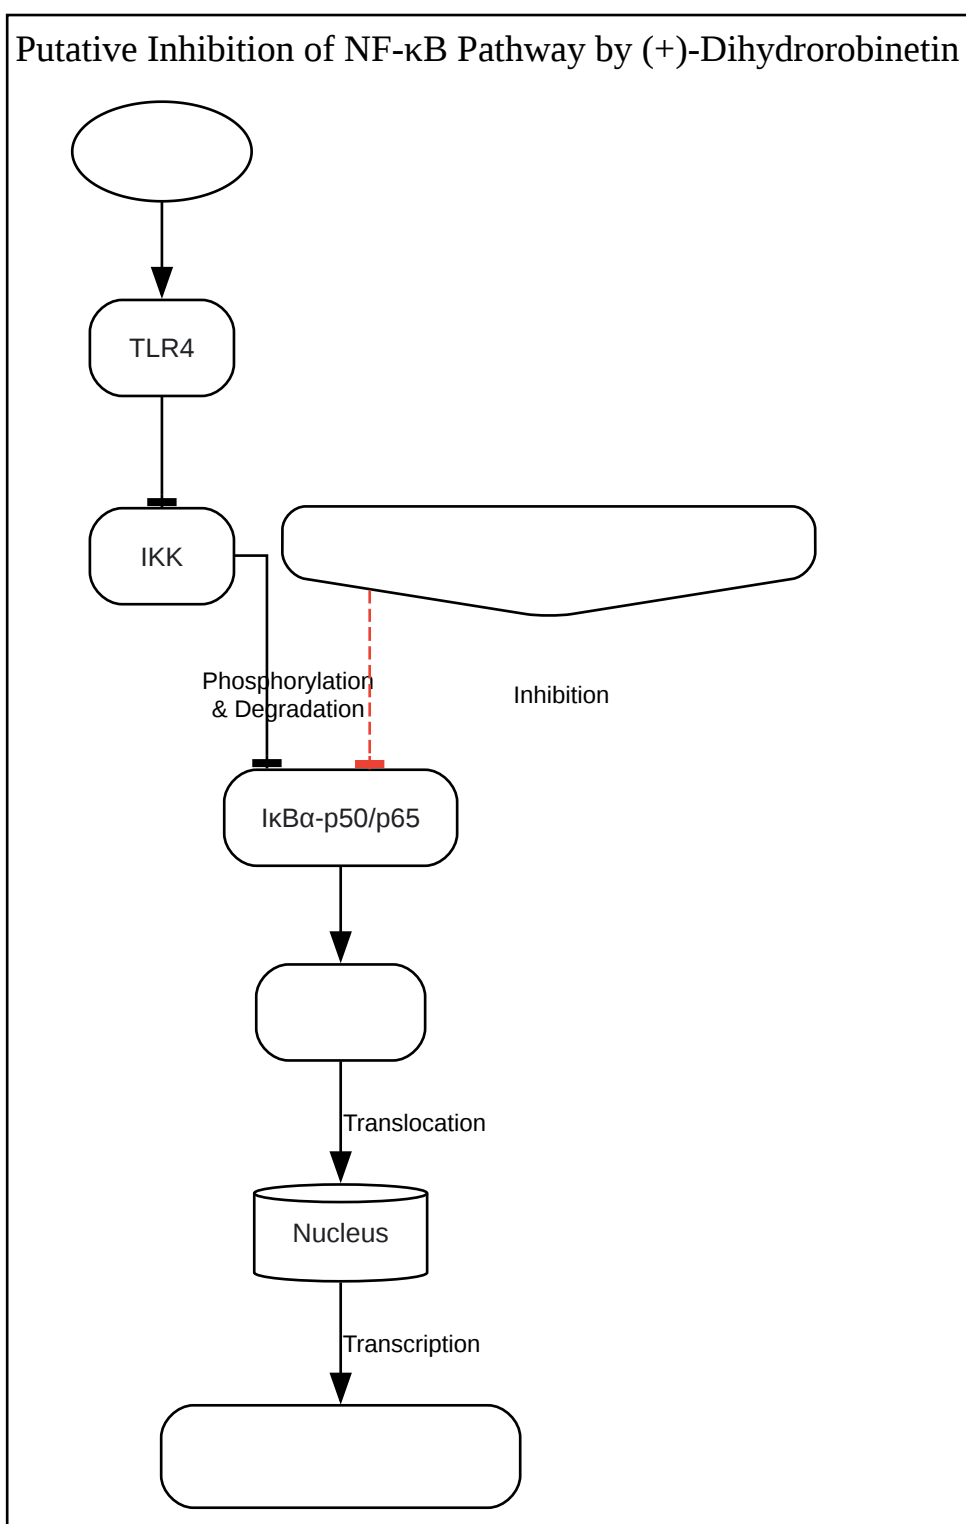 Putative Inhibition of NF-κB Pathway by (+)-Dihydrorobinetin
TLR4
IKK
Phosphorylation
& Degradation
Inhibition
IκBα-p50/p65
Translocation
Nucleus
Transcription